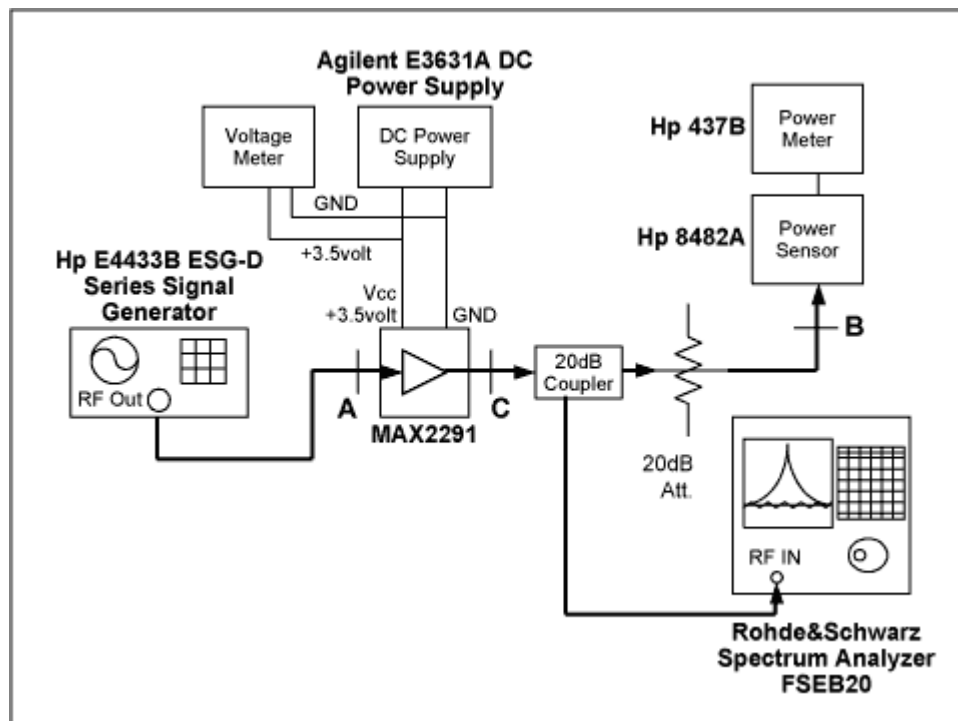 Agilent E3631A DC
Power Supply
Voltage
Meter
DC Power
Supply
Hp 437B
Power
Meter
GND
Hp 8482A
Power
Sensor
+3.5volt
Hp E4433B ESG-D
Series Signal
Generator
Vcc
+3.5volt
GND
B
RF Out
A
C
20dB
Coupler
MAX2291
20dB
Att.
RF IN
Rohde&Schwarz
Spectrum Analyzer
FSEB20